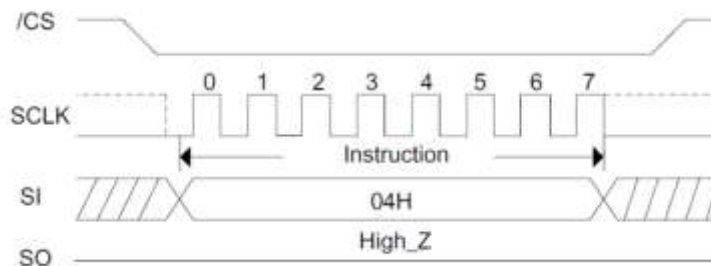 /CS
0 1 2 3 4 5 6 7
SCLK
Instruction
SI
04H
High_Z
SO